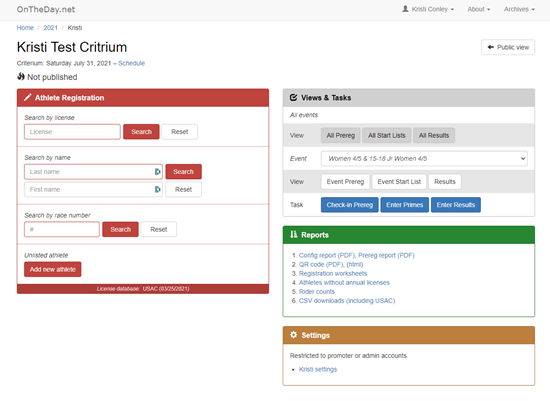 OnTheDay.net
Kristi Conley
About
Archives
Home / 2021 / Kristi
Kristi Test Critrium
Public view
Criterium: Saturday July 31, 2021 – Schedule
Not published
Athlete Registration
Search by license
License
Search
Reset
Search by name
Last name
Search
First name
Reset
Search by race number
#
Search
Reset
Unlisted athlete
Add new athlete
License database: USAC (03/25/2021)
Views & Tasks
All events
View All Prereg All Start Lists All Results
Event Women 4/5 & 15-18 Jr Women 4/5
View Event Prereg Event Start List Results
Task Check-in Prereg Enter Primes Enter Results
Reports
1. Config report (PDF), Prereg report (PDF)
2. QR code (PDF), (html)
3. Registration worksheets
4. Athletes without annual licenses
5. Rider counts
6. CSV downloads (including USAC)
Settings
Restricted to promoter or admin accounts.
• Kristi settings